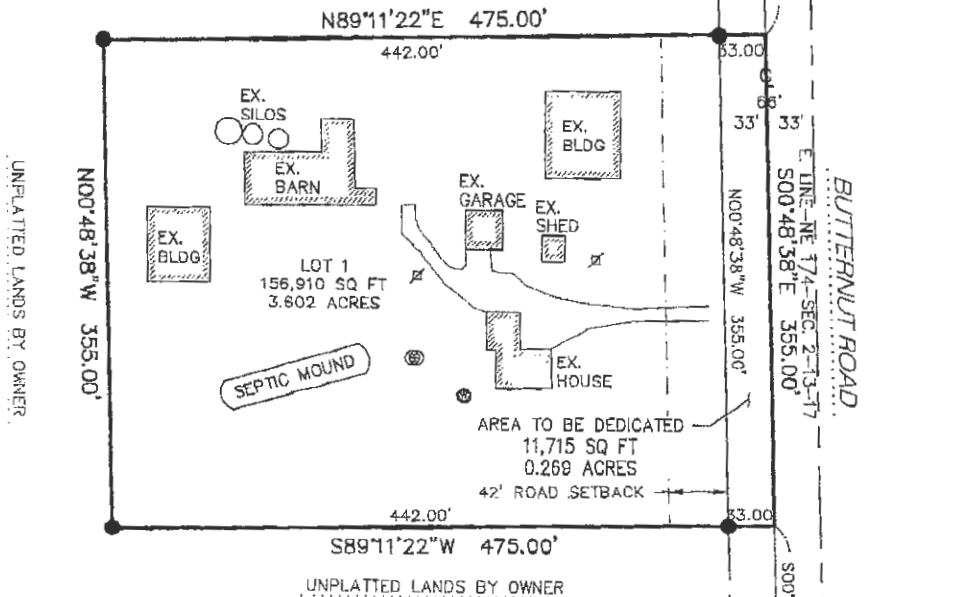 N89°11'22"E 475.00'
442.00'
33.00
66'
33' 33'
EX.
SILOS
EX.
BARN
EX.
BLDG
EX.
GARAGE
EX.
SHED
EX.
BLDG
LOT 1
156,910 SQ FT
3.602 ACRES
SEPTIC MOUND
EX.
HOUSE
AREA TO BE DEDICATED
11,715 SQ FT
0.269 ACRES
42' ROAD SETBACK
442.00'
33.00
S89°11'22"W 475.00'
UNPLATTED LANDS BY OWNER
UNPLATTED LANDS BY OWNER
N00°48'38"W 355.00'
N00°48'38"W 355.00'
S00°48'38"E 355.00'
E LINE-NE 174-SEC. 2-13-17
BUTTERNUT ROAD
S00°